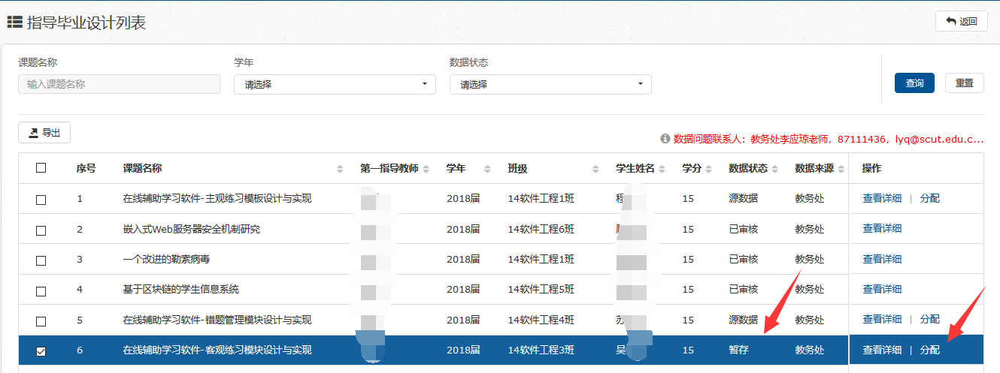 指导毕业设计列表
返回
课题名称 学年 数据状态
输入课题名称 请选择 请选择 查询 重置
导出
数据问题联系人：教务处李应琼老师，87111436，lyq@scut.edu.c...
序号 课题名称 第一指导教师 学年 班级 学生姓名 学分 数据状态 数据来源 操作
1 在线辅助学习软件-主观练习模板设计与实现 2018届 14软件工程1班 程 15 源数据 教务处 查看详细 | 分配
2 嵌入式Web服务器安全机制研究 2018届 14软件工程6班 15 已审核 教务处 查看详细
3 一个改进的勒索病毒 2018届 14软件工程1班 15 已审核 教务处 查看详细
4 基于区块链的学生信息系统 2018届 14软件工程5班 15 已审核 教务处 查看详细
5 在线辅助学习软件-错题管理模块设计与实现 2018届 14软件工程4班 苏 15 源数据 教务处 查看详细 | 分配
6 在线辅助学习软件-客观练习模块设计与实现 2018届 14软件工程3班 吴 15 暂存 教务处 查看详细 | 分配